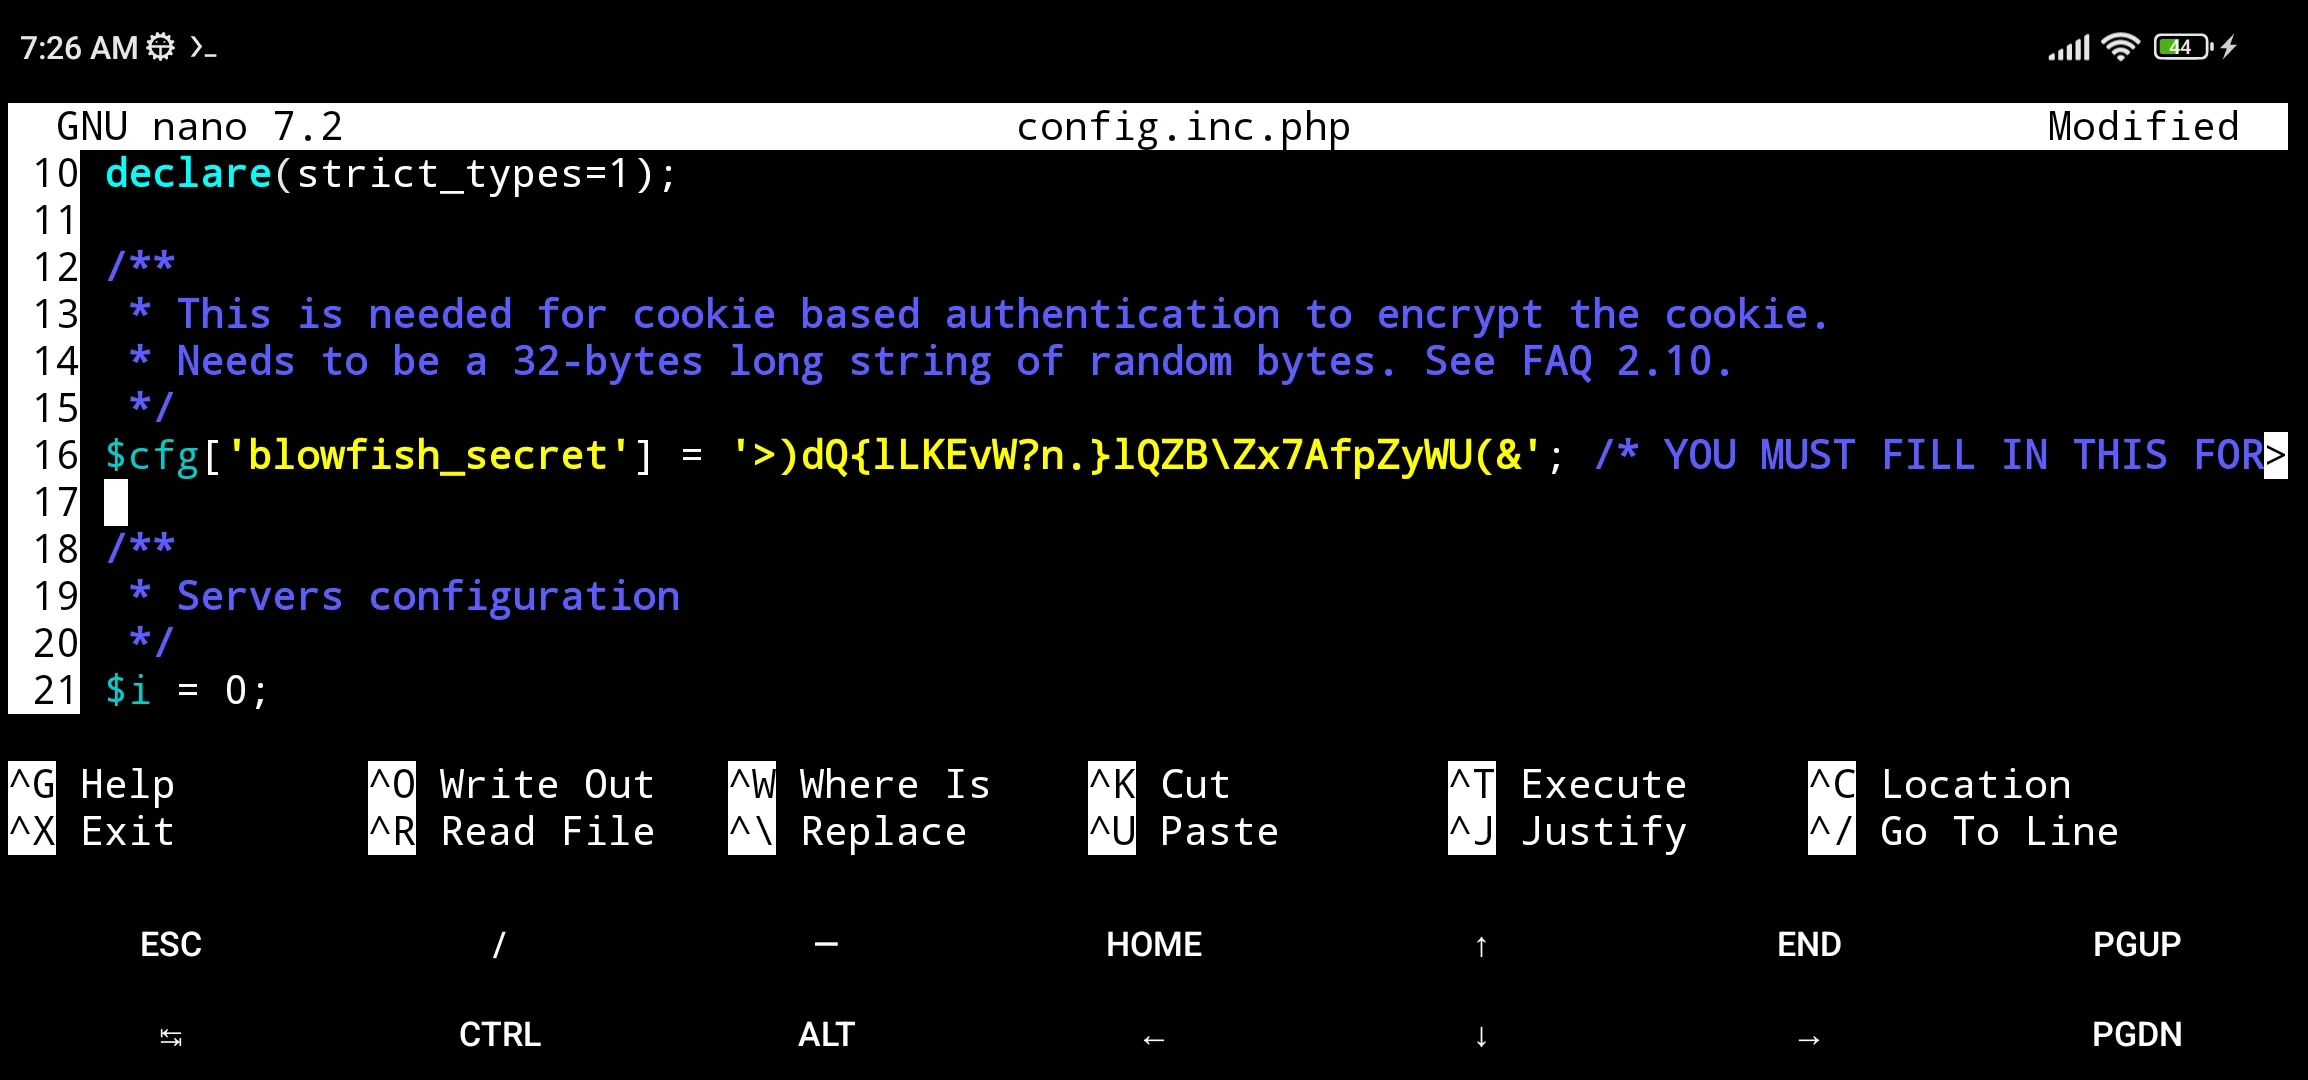 7:26 AM >_ 44
GNU nano 7.2 config.inc.php Modified
10 declare(strict_types=1);
11
12 /**
13  * This is needed for cookie based authentication to encrypt the cookie.
14  * Needs to be a 32-bytes long string of random bytes. See FAQ 2.10.
15  */
16 $cfg['blowfish_secret'] = '>)dQ{lLKEvW?n.}lQZB\Zx7AfpZyWU(&'; /* YOU MUST FILL IN THIS FOR>
17
18 /**
19  * Servers configuration
20  */
21 $i = 0;
^G Help ^O Write Out ^W Where Is ^K Cut ^T Execute ^C Location
^X Exit ^R Read File ^\ Replace ^U Paste ^J Justify ^/ Go To Line
ESC / — HOME ↑ END PGUP
↹ CTRL ALT ← ↓ → PGDN